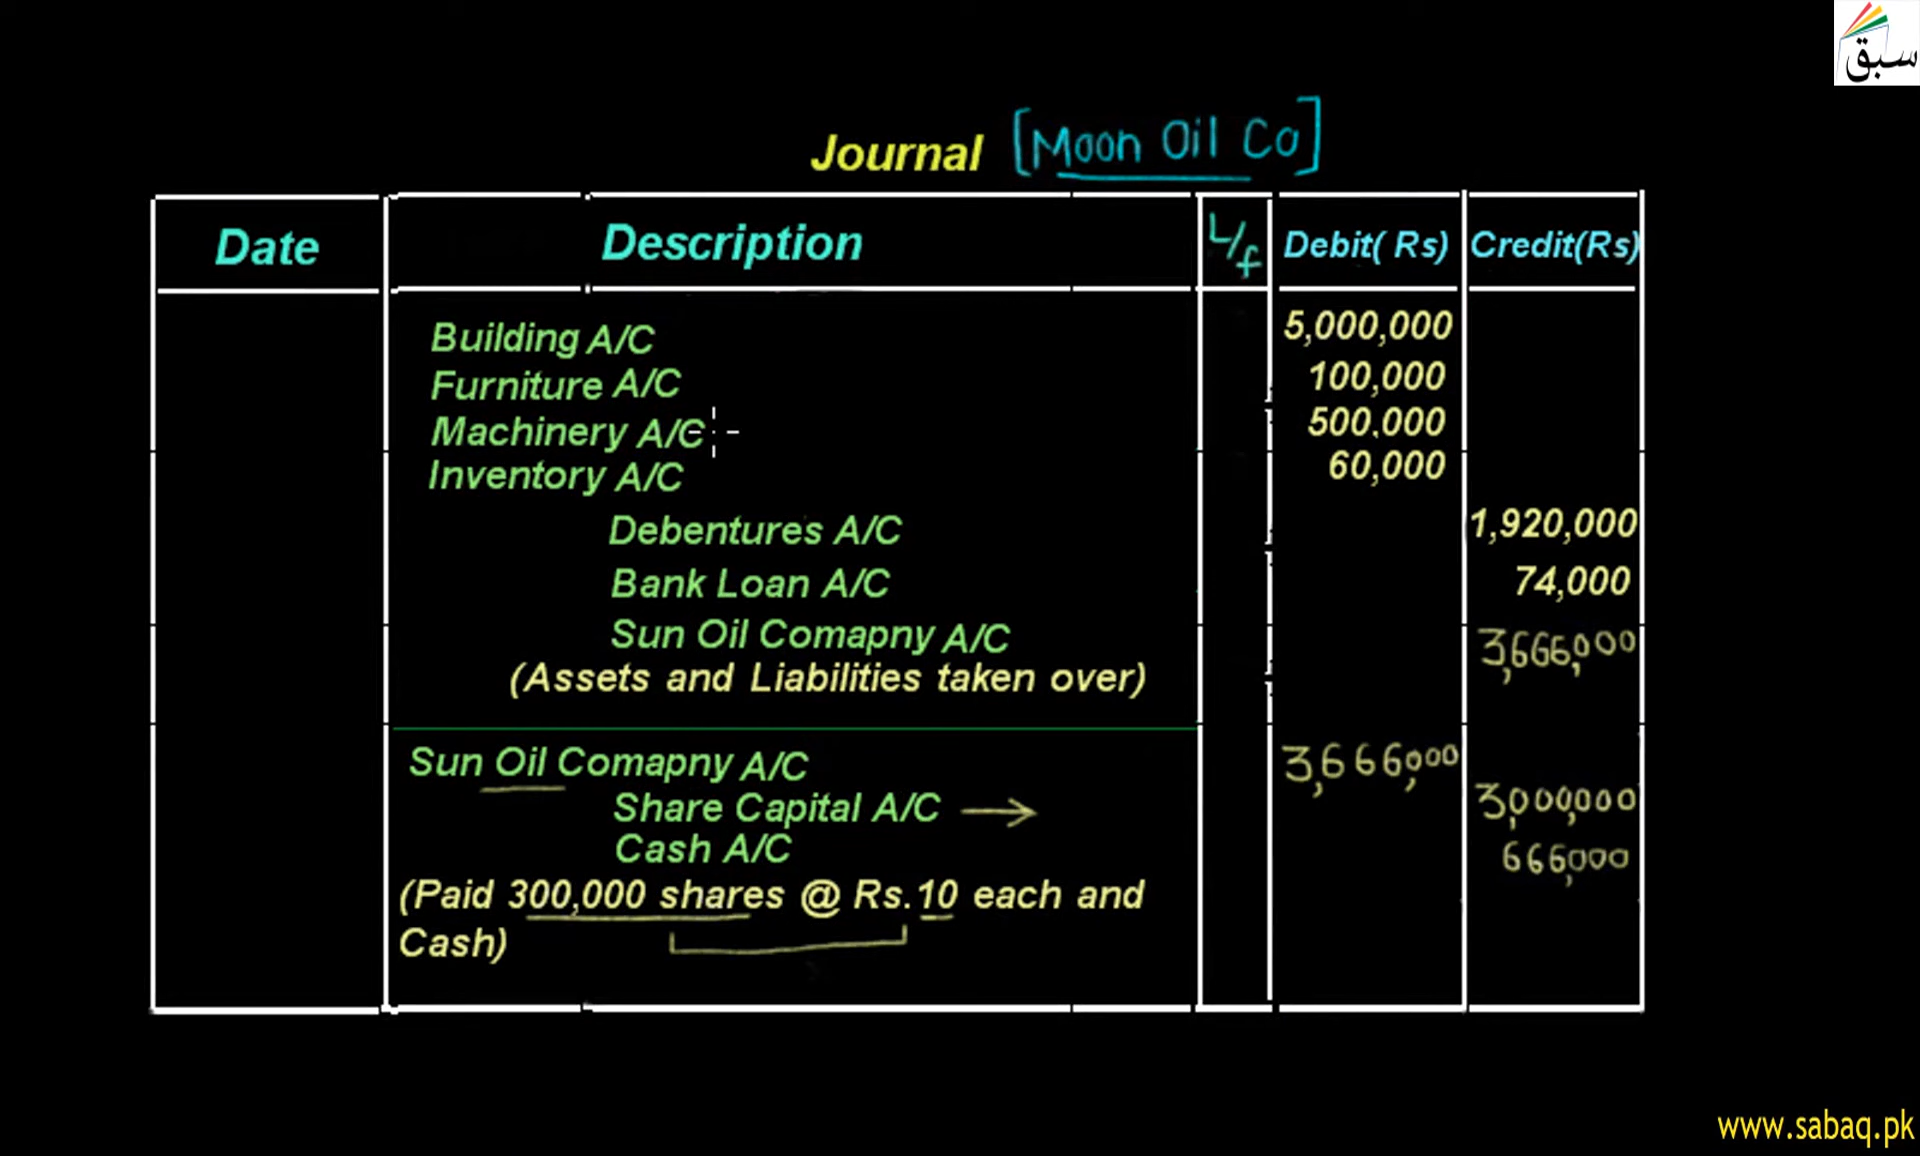 سبق
Journal [Moon Oil Co]
Date Description L/f Debit( Rs) Credit(Rs)
Building A/C 5,000,000
Furniture A/C 100,000
Machinery A/C 500.000
Inventory A/C 60,000
Debentures A/C 1,920,000
Bank Loan A/C 74,000
Sun Oil Comapny A/C 3,666,000
(Assets and Liabilities taken over)
Sun Oil Comapny A/C 3,666,000
Share Capital A/C → 3,000,000
Cash A/C 666,000
(Paid 300,000 shares @ Rs.10 each and
Cash)
www.sabaq.pk